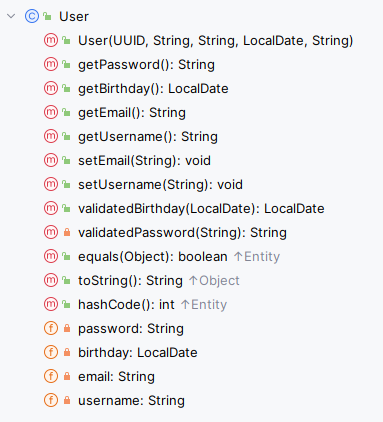 User
User(UUID, String, String, LocalDate, String)
getPassword(): String
getBirthday(): LocalDate
getEmail(): String
getUsername(): String
setEmail(String): void
setUsername(String): void
validatedBirthday(LocalDate): LocalDate
validatedPassword(String): String
equals(Object): boolean ↑Entity
toString(): String ↑Object
hashCode(): int ↑Entity
password: String
birthday: LocalDate
email: String
username: String